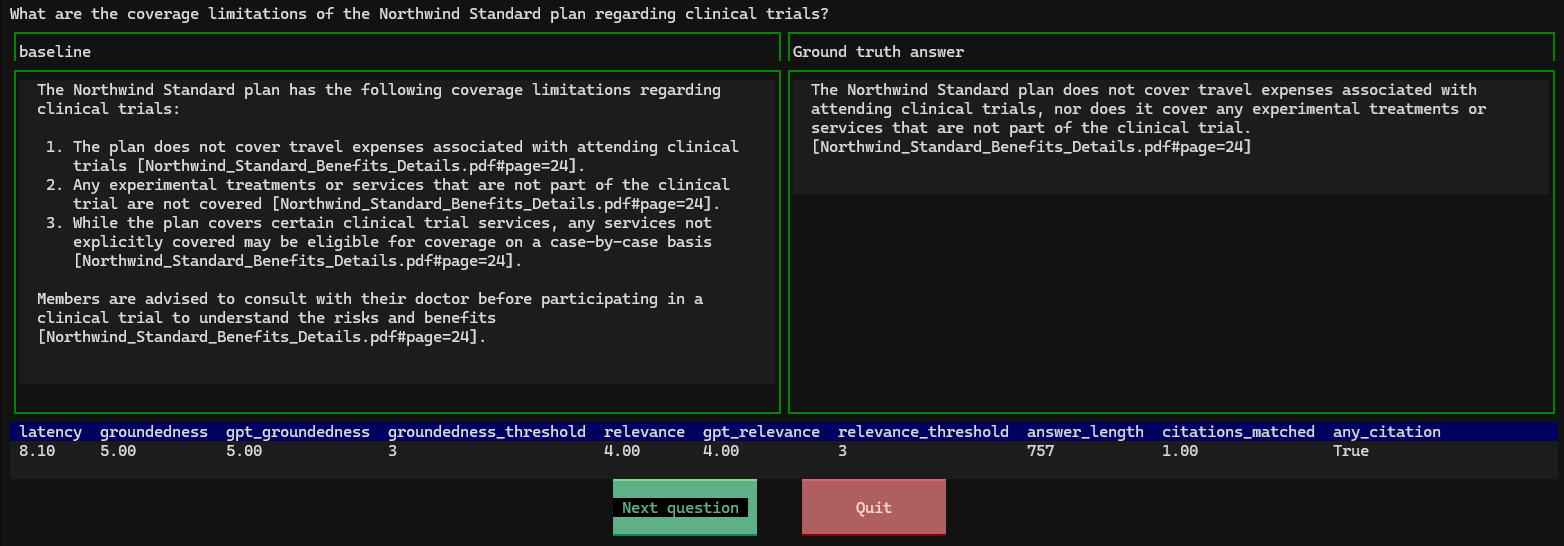 What are the coverage limitations of the Northwind Standard plan regarding clinical trials?
baseline
The Northwind Standard plan has the following coverage limitations regarding
clinical trials:
1. The plan does not cover travel expenses associated with attending clinical
trials [Northwind_Standard_Benefits_Details.pdf#page=24].
2. Any experimental treatments or services that are not part of the clinical
trial are not covered [Northwind_Standard_Benefits_Details.pdf#page=24].
3. While the plan covers certain clinical trial services, any services not
explicitly covered may be eligible for coverage on a case-by-case basis
[Northwind_Standard_Benefits_Details.pdf#page=24].
Members are advised to consult with their doctor before participating in a
clinical trial to understand the risks and benefits
[Northwind_Standard_Benefits_Details.pdf#page=24].
Ground truth answer
The Northwind Standard plan does not cover travel expenses associated with
attending clinical trials, nor does it cover any experimental treatments or
services that are not part of the clinical trial.
[Northwind_Standard_Benefits_Details.pdf#page=24]
latency groundedness gpt_groundedness groundedness_threshold relevance gpt_relevance relevance_threshold answer_length citations_matched any_citation
8.10 5.00 5.00 3 4.00 4.00 3 757 1.00 True
Next question
Quit